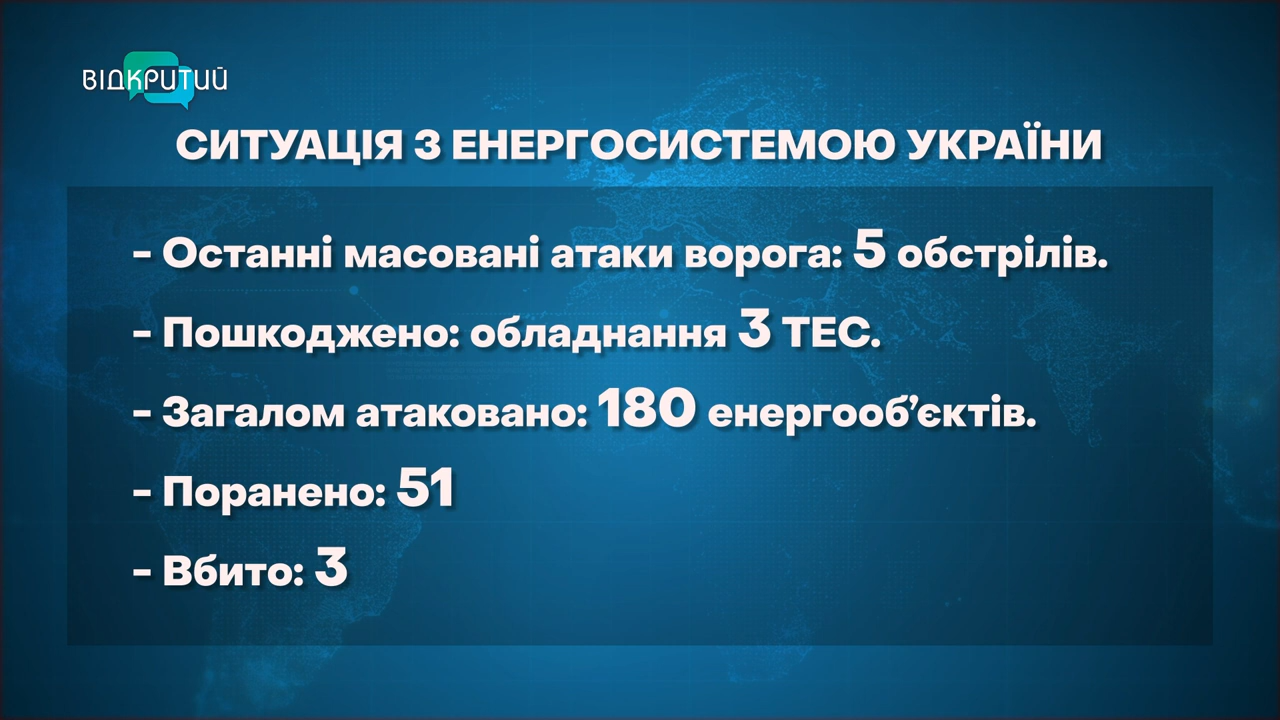 ВІДКРИТИЙ
СИТУАЦІЯ З ЕНЕРГОСИСТЕМОЮ УКРАЇНИ
- Останні масовані атаки ворога: 5 обстрілів.
- Пошкоджено: обладнання 3 ТЕС.
- Загалом атаковано: 180 енергооб’єктів.
- Поранено: 51
- Вбито: 3